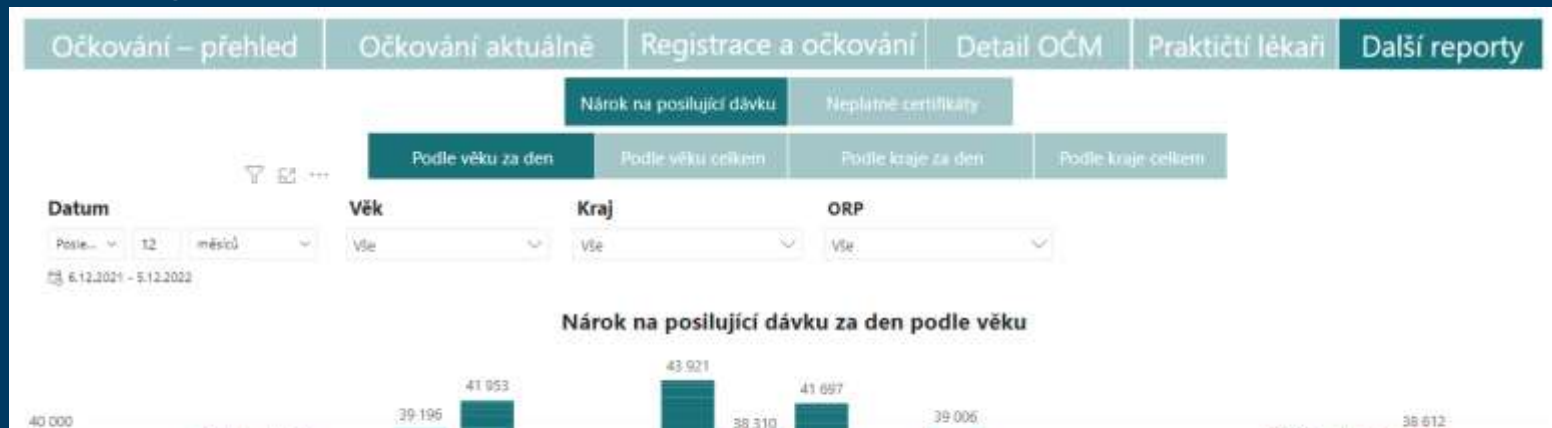 Očkování – přehled Očkování aktuálně Registrace a očkování Detail OČM Praktičtí lékaři Další reporty
Nárok na posilující dávku Neplatné certifikáty
Podle věku za den Podle věku celkem Podle kraje za den Podle kraje celkem
Datum Věk Kraj ORP
Posle... 12 měsíců Vše Vše Vše
6.12.2021 - 5.12.2022
Nárok na posilující dávku za den podle věku
43 921
41 953 41 697
40 000 39 196 38 310 39 006 38 612